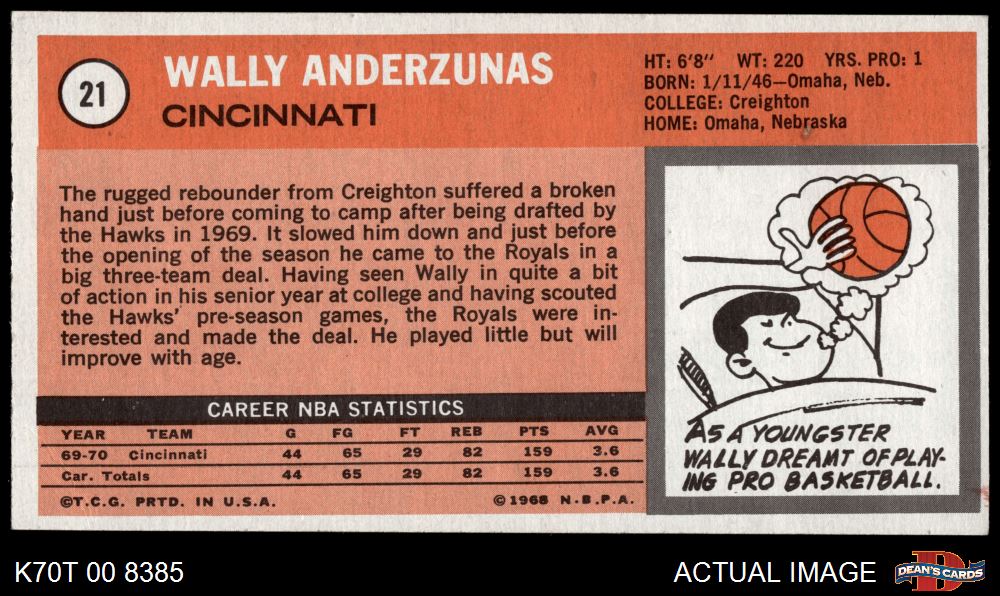 21
WALLY ANDERZUNAS
CINCINNATI
HT: 6'8" WT: 220 YRS. PRO: 1
BORN: 1/11/46—Omaha, Neb.
COLLEGE: Creighton
HOME: Omaha, Nebraska
The rugged rebounder from Creighton suffered a broken
hand just before coming to camp after being drafted by
the Hawks in 1969. It slowed him down and just before
the opening of the season he came to the Royals in a
big three-team deal. Having seen Wally in quite a bit
of action in his senior year at college and having scouted
the Hawks' pre-season games, the Royals were in-
terested and made the deal. He played little but will
improve with age.
CAREER NBA STATISTICS
YEAR TEAM G FG FT REB PTS AVG
69-70 Cincinnati 44 65 29 82 159 3.6
Car. Totals 44 65 29 82 159 3.6
©T.C.G. PRTD. IN U.S.A. ©1968 N.B.P.A.
AS A YOUNGSTER
WALLY DREAMT OF PLAY-
ING PRO BASKETBALL.
K70T 00 8385
ACTUAL IMAGE
DEAN'S CARDS